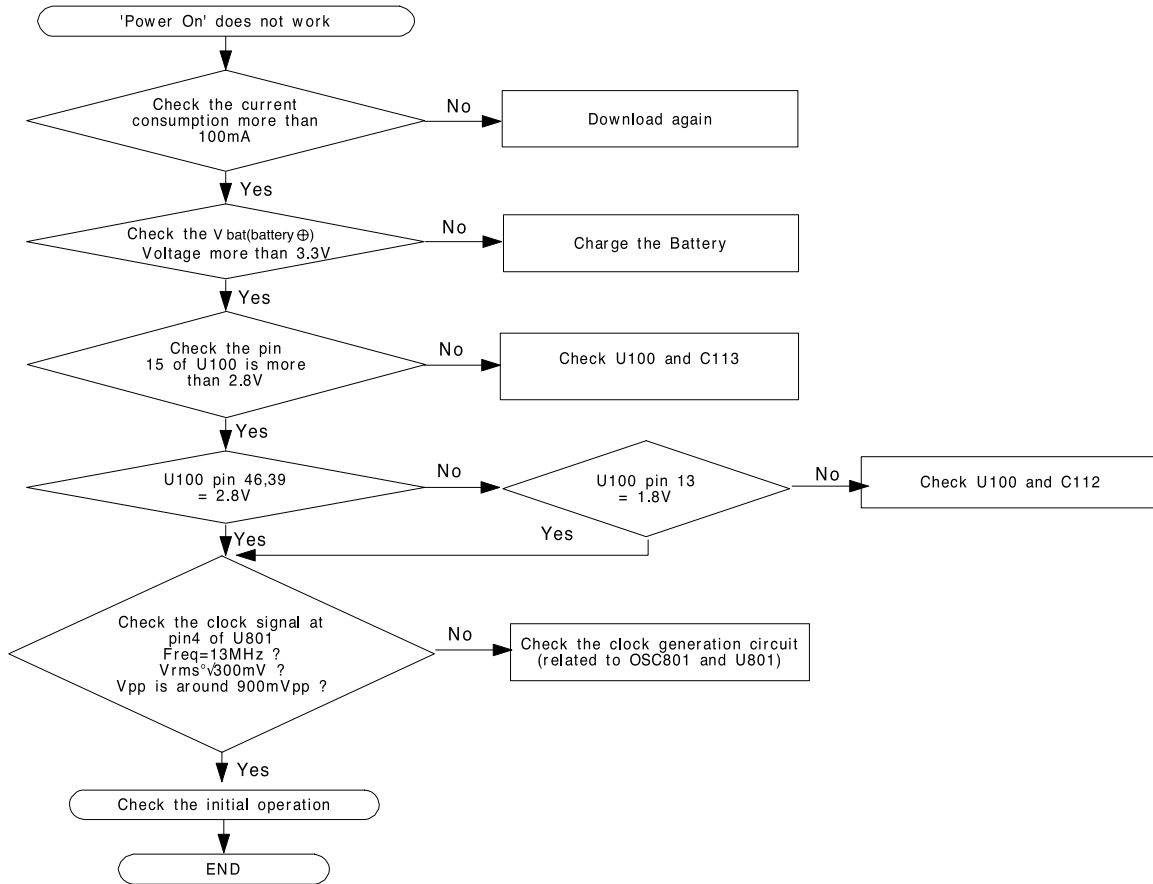 'Power On' does not work
Check the current
consumption more than
100mA
No
Download again
Yes
Check the Vbat(battery⊕)
Voltage more than 3.3V
No
Charge the Battery
Yes
Check the pin
15 of U100 is more
than 2.8V
No
Check U100 and C113
Yes
U100 pin 46,39
= 2.8V
No
U100 pin 13
= 1.8V
No
Check U100 and C112
Yes
Yes
Check the clock signal at
pin4 of U801
Freq=13MHz ?
Vrms°√300mV ?
Vpp is around 900mVpp ?
No
Check the clock generation circuit
(related to OSC801 and U801)
Yes
Check the initial operation
END